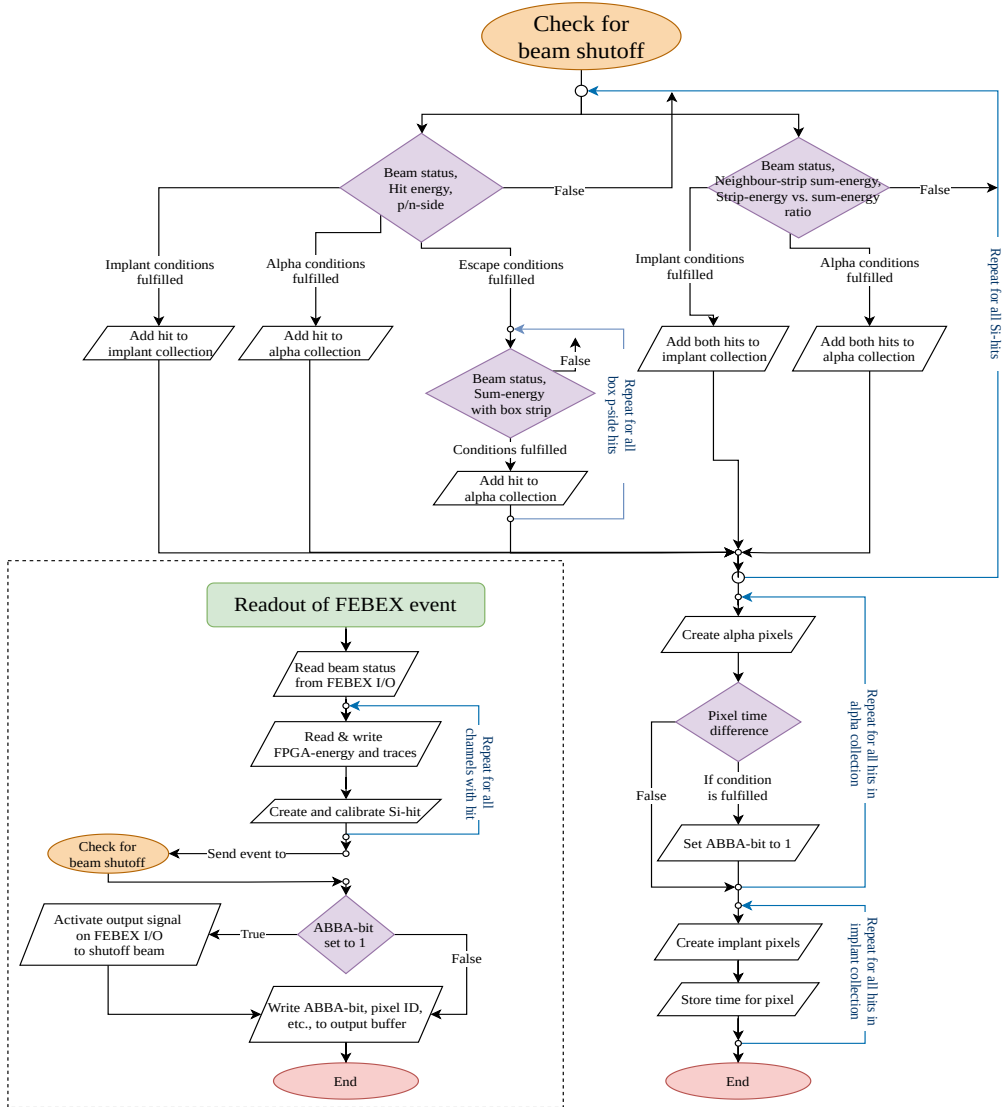 Check for
beam shutoff
Beam status,
Hit energy,
p/n-side
False
Beam status,
Neighbour-strip sum-energy,
Strip-energy vs. sum-energy
ratio
False
Implant conditions
fulfilled
Alpha conditions
fulfilled
Escape conditions
fulfilled
Implant conditions
fulfilled
Alpha conditions
fulfilled
Repeat for all Si-hits
Add hit to
implant collection
Add hit to
alpha collection
Add both hits to
implant collection
Add both hits to
alpha collection
False
Beam status,
Sum-energy
with box strip
Repeat for all
box p-side hits
Conditions fulfilled
Add hit to
alpha collection
Readout of FEBEX event
Read beam status
from FEBEX I/O
Read & write
FPGA-energy and traces
Repeat for all
channels with hit
Create and calibrate Si-hit
Send event to
Check for
beam shutoff
ABBA-bit
set to 1
True
False
Activate output signal
on FEBEX I/O
to shutoff beam
Write ABBA-bit, pixel ID,
etc., to output buffer
End
Create alpha pixels
Pixel time
difference
Repeat for all hits in
alpha collection
If condition
is fulfilled
False
Set ABBA-bit to 1
Create implant pixels
Repeat for all hits in
implant collection
Store time for pixel
End